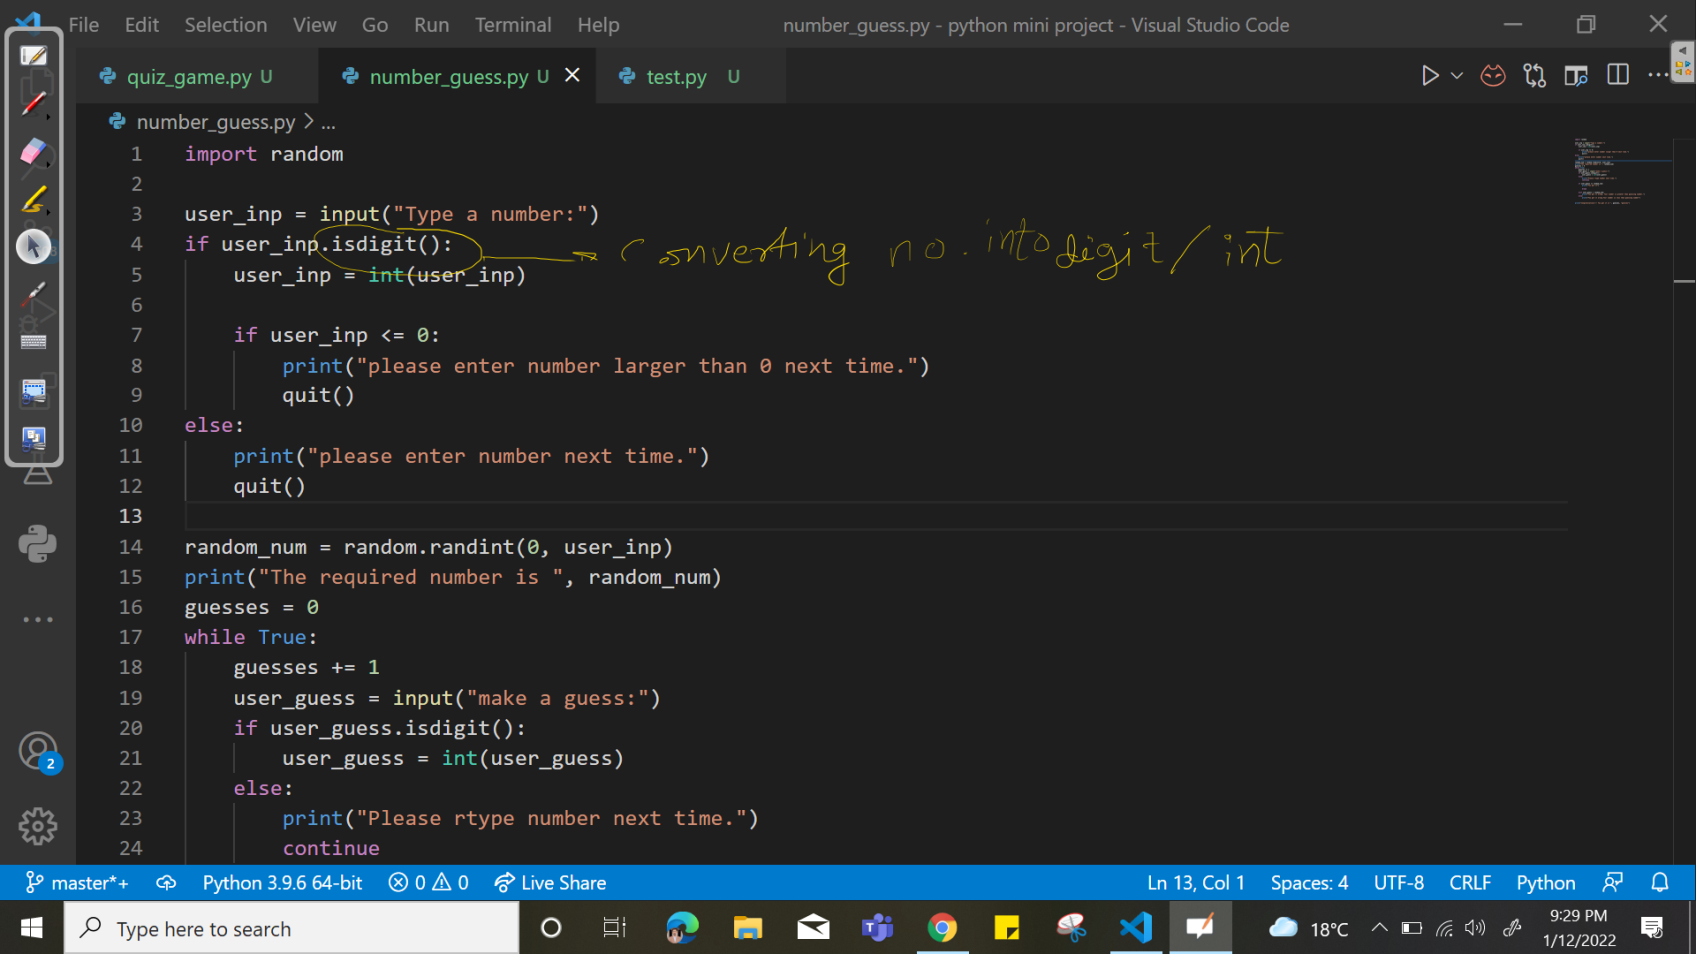 File Edit Selection View Go Run Terminal Help number_guess.py - python mini project - Visual Studio Code
quiz_game.py U number_guess.py U test.py U
number_guess.py > ...
1 import random
2
3 user_inp = input("Type a number:")
4 if user_inp.isdigit(): Converting no. into digit/int
5 user_inp = int(user_inp)
6
7 if user_inp <= 0:
8 print("please enter number larger than 0 next time.")
9 quit()
10 else:
11 print("please enter number next time.")
12 quit()
13
14 random_num = random.randint(0, user_inp)
15 print("The required number is ", random_num)
16 guesses = 0
17 while True:
18 guesses += 1
19 user_guess = input("make a guess:")
20 if user_guess.isdigit():
21 user_guess = int(user_guess)
22 else:
23 print("Please rtype number next time.")
24 continue
2
master*+ Python 3.9.6 64-bit 0 0 Live Share Ln 13, Col 1 Spaces: 4 UTF-8 CRLF Python
Type here to search 18°C 9:29 PM
1/12/2022